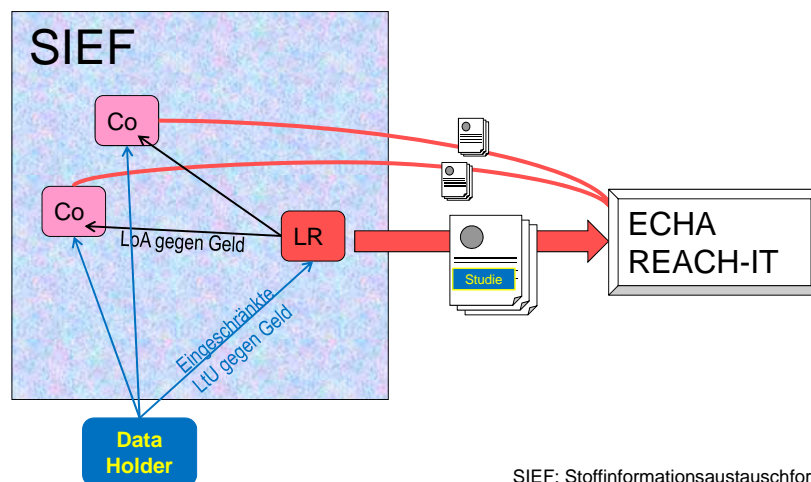 SIEF
Co
Co
LoA gegen Geld
LR
Eingeschränkte
LtU gegen Geld
Studie
ECHA
REACH-IT
Data
Holder
SIEF: Stoffinformationsaustauschfor